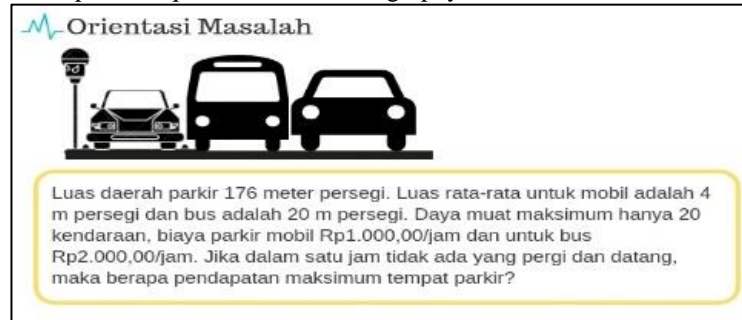 Orientasi Masalah
Luas daerah parkir 176 meter persegi. Luas rata-rata untuk mobil adalah 4
m persegi dan bus adalah 20 m persegi. Daya muat maksimum hanya 20
kendaraan, biaya parkir mobil Rp1.000,00/jam dan untuk bus
Rp2.000,00/jam. Jika dalam satu jam tidak ada yang pergi dan datang,
maka berapa pendapatan maksimum tempat parkir?